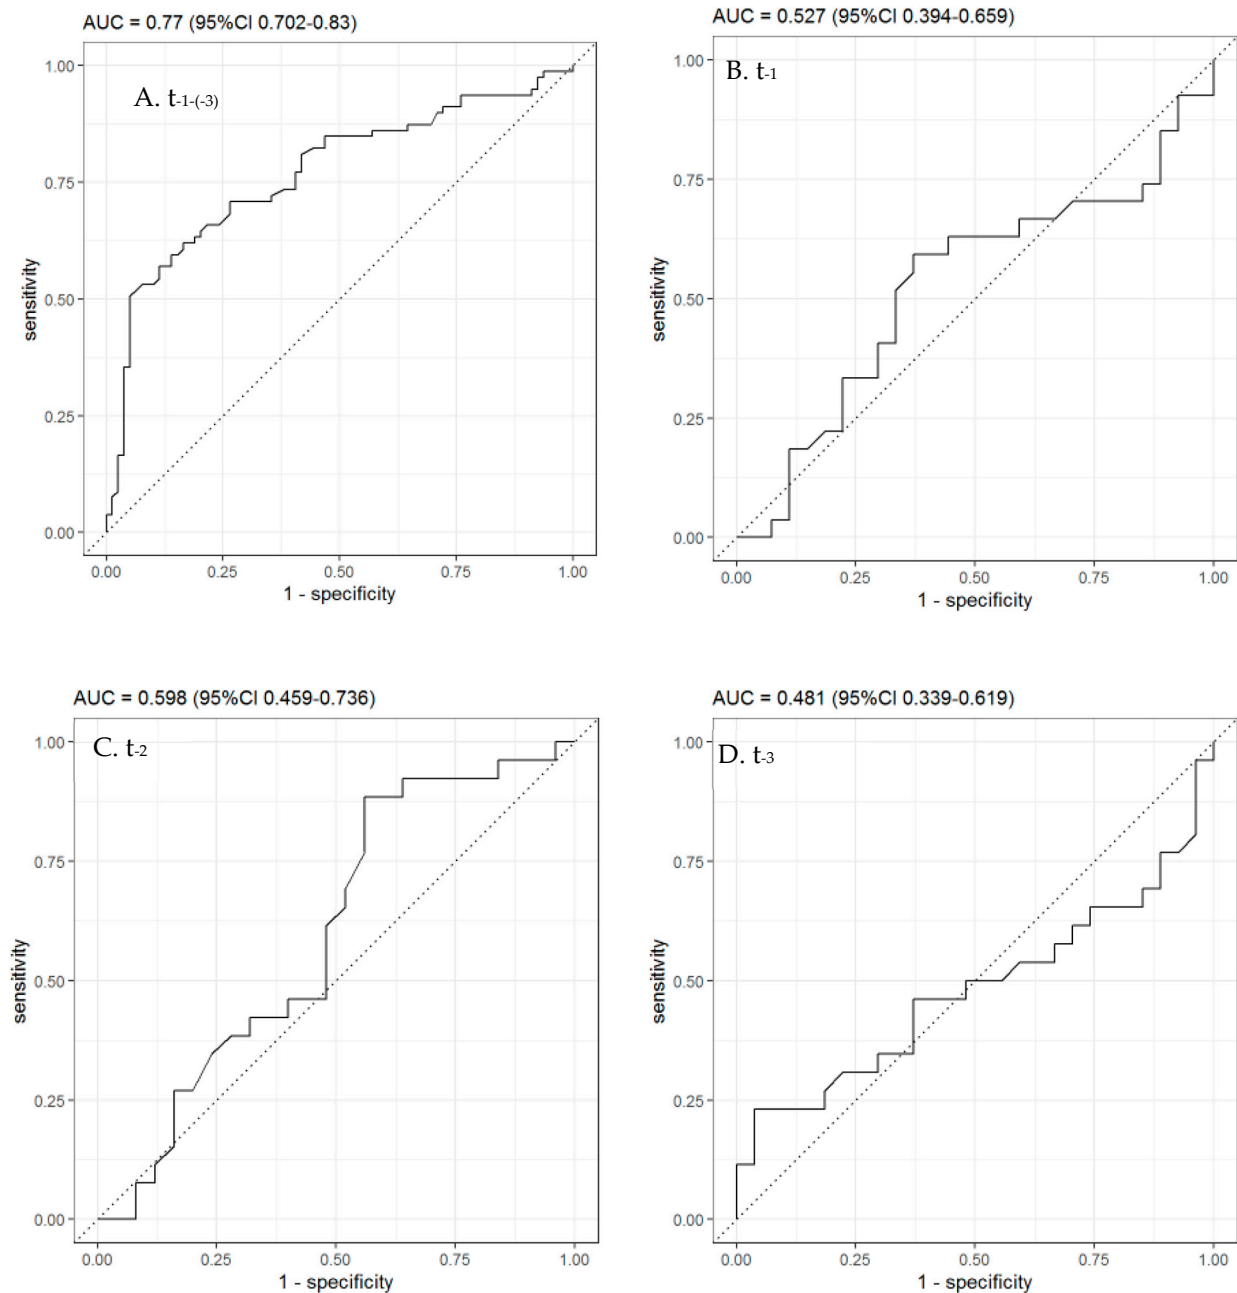 AUC = 0.77 (95%CI 0.702-0.83)
A. t-1-(-3)
1.00
0.75
0.50
0.25
0.00
sensitivity
0.00 0.25 0.50 0.75 1.00
1 - specificity
AUC = 0.527 (95%CI 0.394-0.659)
B. t-1
1.00
0.75
0.50
0.25
0.00
sensitivity
0.00 0.25 0.50 0.75 1.00
1 - specificity
AUC = 0.598 (95%CI 0.459-0.736)
C. t-2
1.00
0.75
0.50
0.25
0.00
sensitivity
0.00 0.25 0.50 0.75 1.00
1 - specificity
AUC = 0.481 (95%CI 0.339-0.619)
D. t-3
1.00
0.75
0.50
0.25
0.00
sensitivity
0.00 0.25 0.50 0.75 1.00
1 - specificity